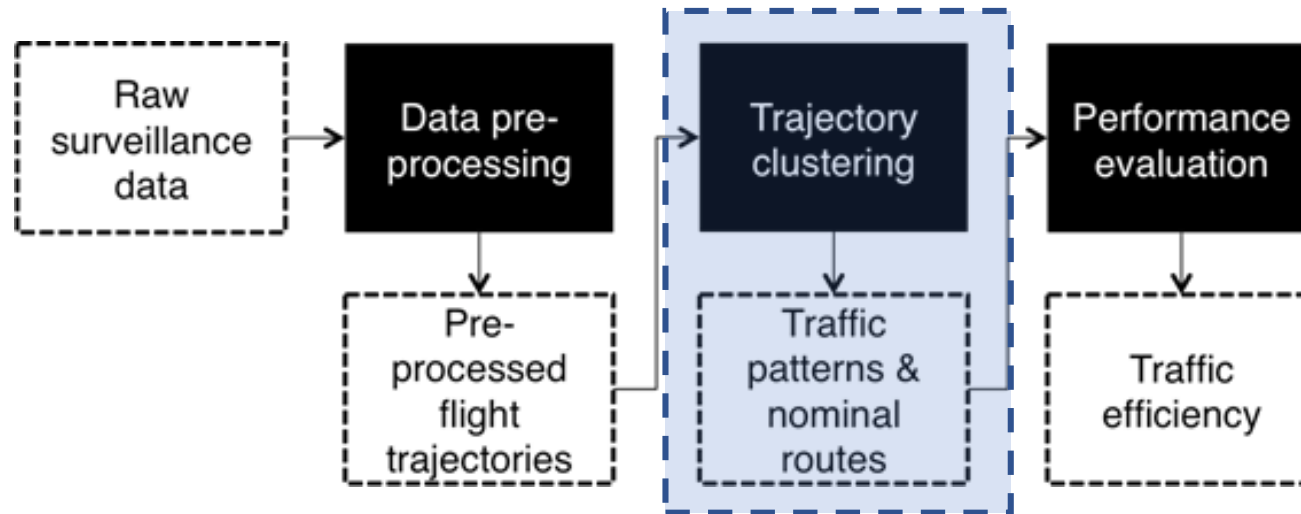 Raw
surveillance
data
Data pre-
processing
Pre-
processed
flight
trajectories
Trajectory
clustering
Traffic
patterns &
nominal
routes
Performance
evaluation
Traffic
efficiency